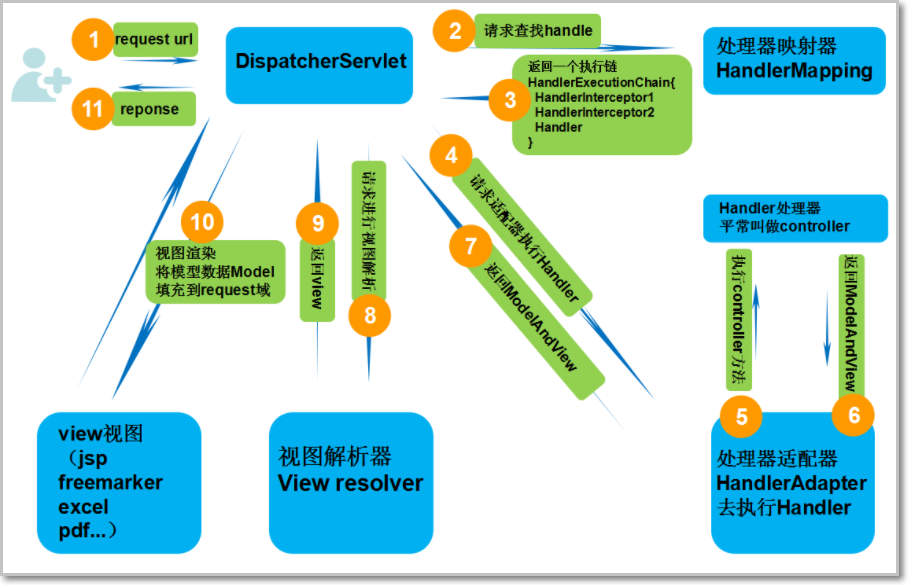 1
request url
DispatcherServlet
2
请求查找handle
处理器映射器
HandlerMapping
3
返回一个执行链
HandlerExecutionChain{
HandlerInterceptor1
HandlerInterceptor2
Handler
}
11
reponse
4
请求适配器执行Handler
7
返回ModelAndView
10
视图渲染
将模型数据Model
填充到request域
9
返回view
请求进行视图解析
8
Handler处理器
平常叫做controller
执行controller方法
5
返回ModelAndView
6
view视图
（jsp
freemarker
excel
pdf...）
视图解析器
View resolver
处理器适配器
HandlerAdapter
去执行Handler